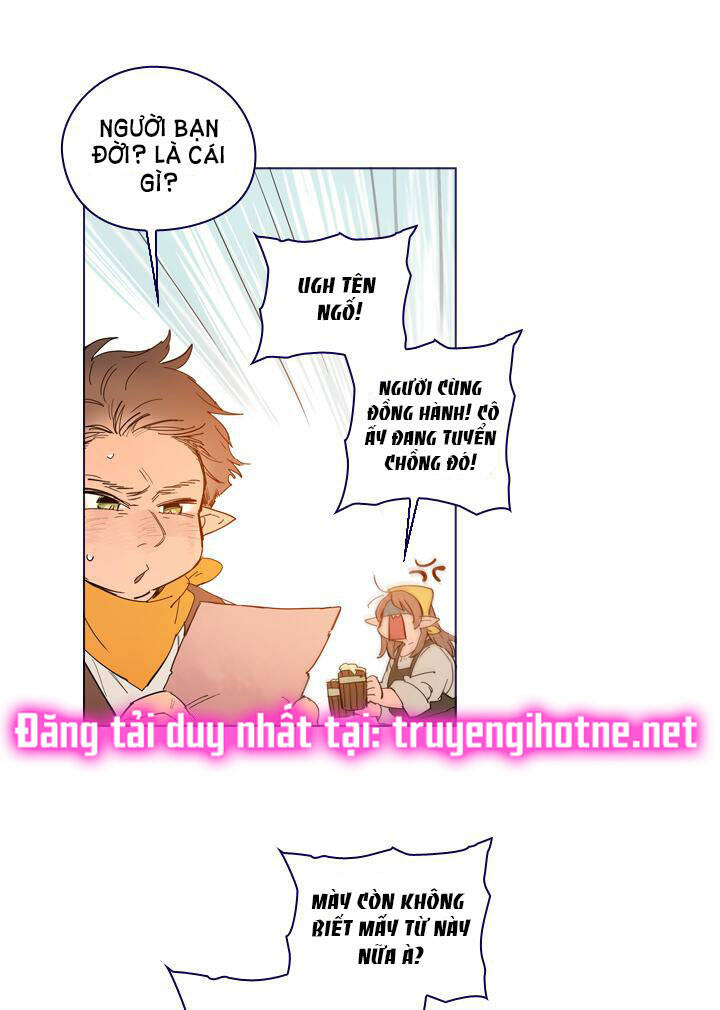 NGƯỜI BẠN
ĐỜI? LÀ CÁI
GÌ?
UGH TÊN
NGỐ!
NGƯỜI CÙNG
ĐỒNG HÀNH! CÔ
ẤY ĐANG TUYỂN
CHỒNG ĐÓ!
Đăng tải duy nhất tại: truyengihotne.net
MÀY CÒN KHÔNG
BIẾT MẤY TỪ NÀY
NỮA À?